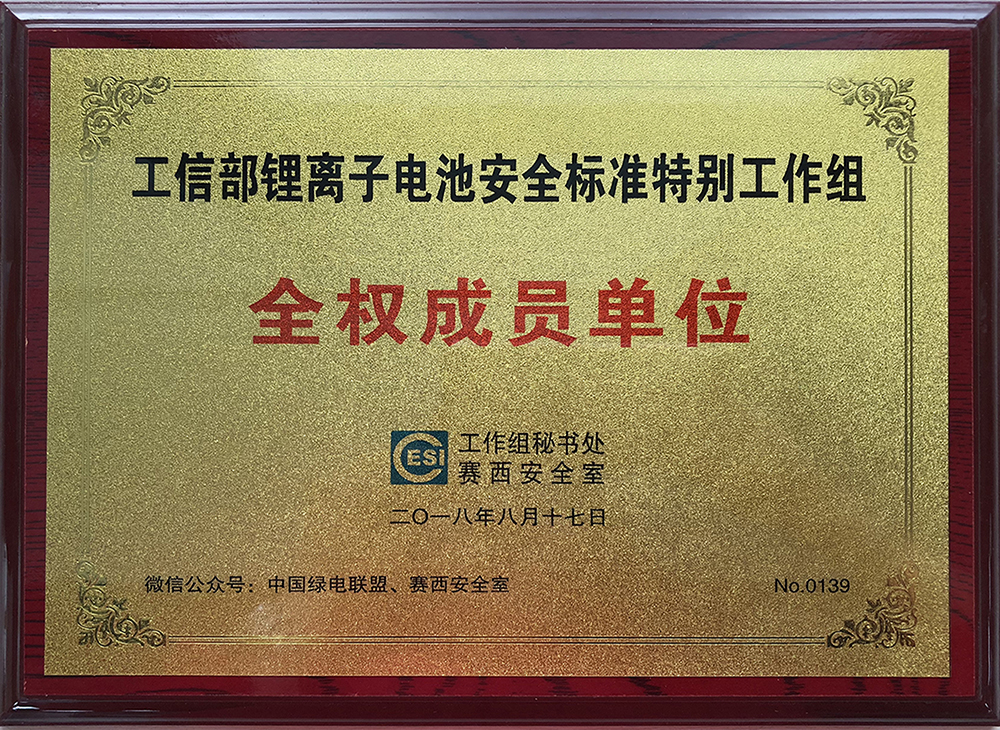 工信部锂离子电池安全标准特别工作组
全权成员单位
CESi
工作组秘书处
赛西安全室
二〇一八年八月十七日
微信公众号：中国绿电联盟、赛西安全室
No.0139